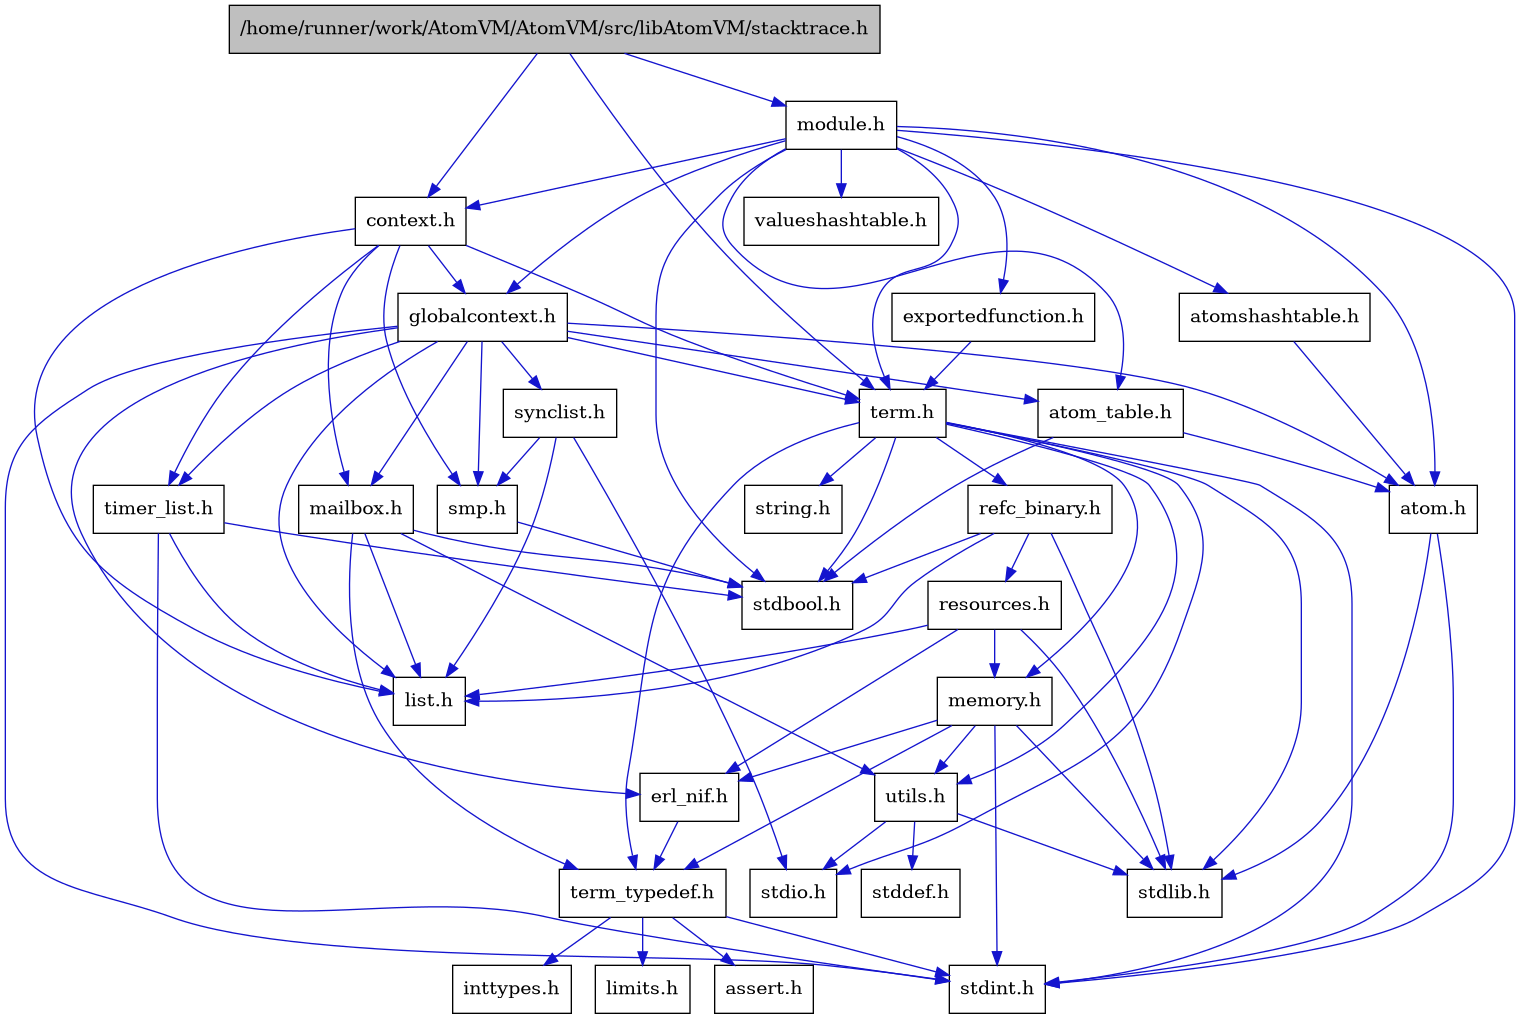 /home/runner/work/AtomVM/AtomVM/src/libAtomVM/stacktrace.h
module.h
context.h
valueshashtable.h
globalcontext.h
exportedfunction.h
atomshashtable.h
synclist.h
term.h
atom_table.h
timer_list.h
mailbox.h
smp.h
string.h
refc_binary.h
atom.h
stdbool.h
resources.h
list.h
memory.h
erl_nif.h
utils.h
term_typedef.h
stdio.h
stddef.h
stdlib.h
inttypes.h
limits.h
assert.h
stdint.h